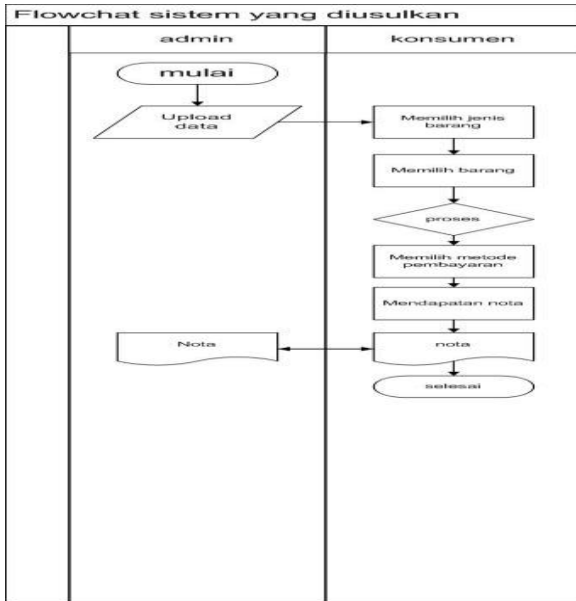 Flowchat sistem yang diusulkan
admin
konsumen
mulai
Upload
data
Memilih jenis
barang
Memilih barang
proses
Memilih metode
pembayaran
Mendapatan nota
Nota
nota
selesai